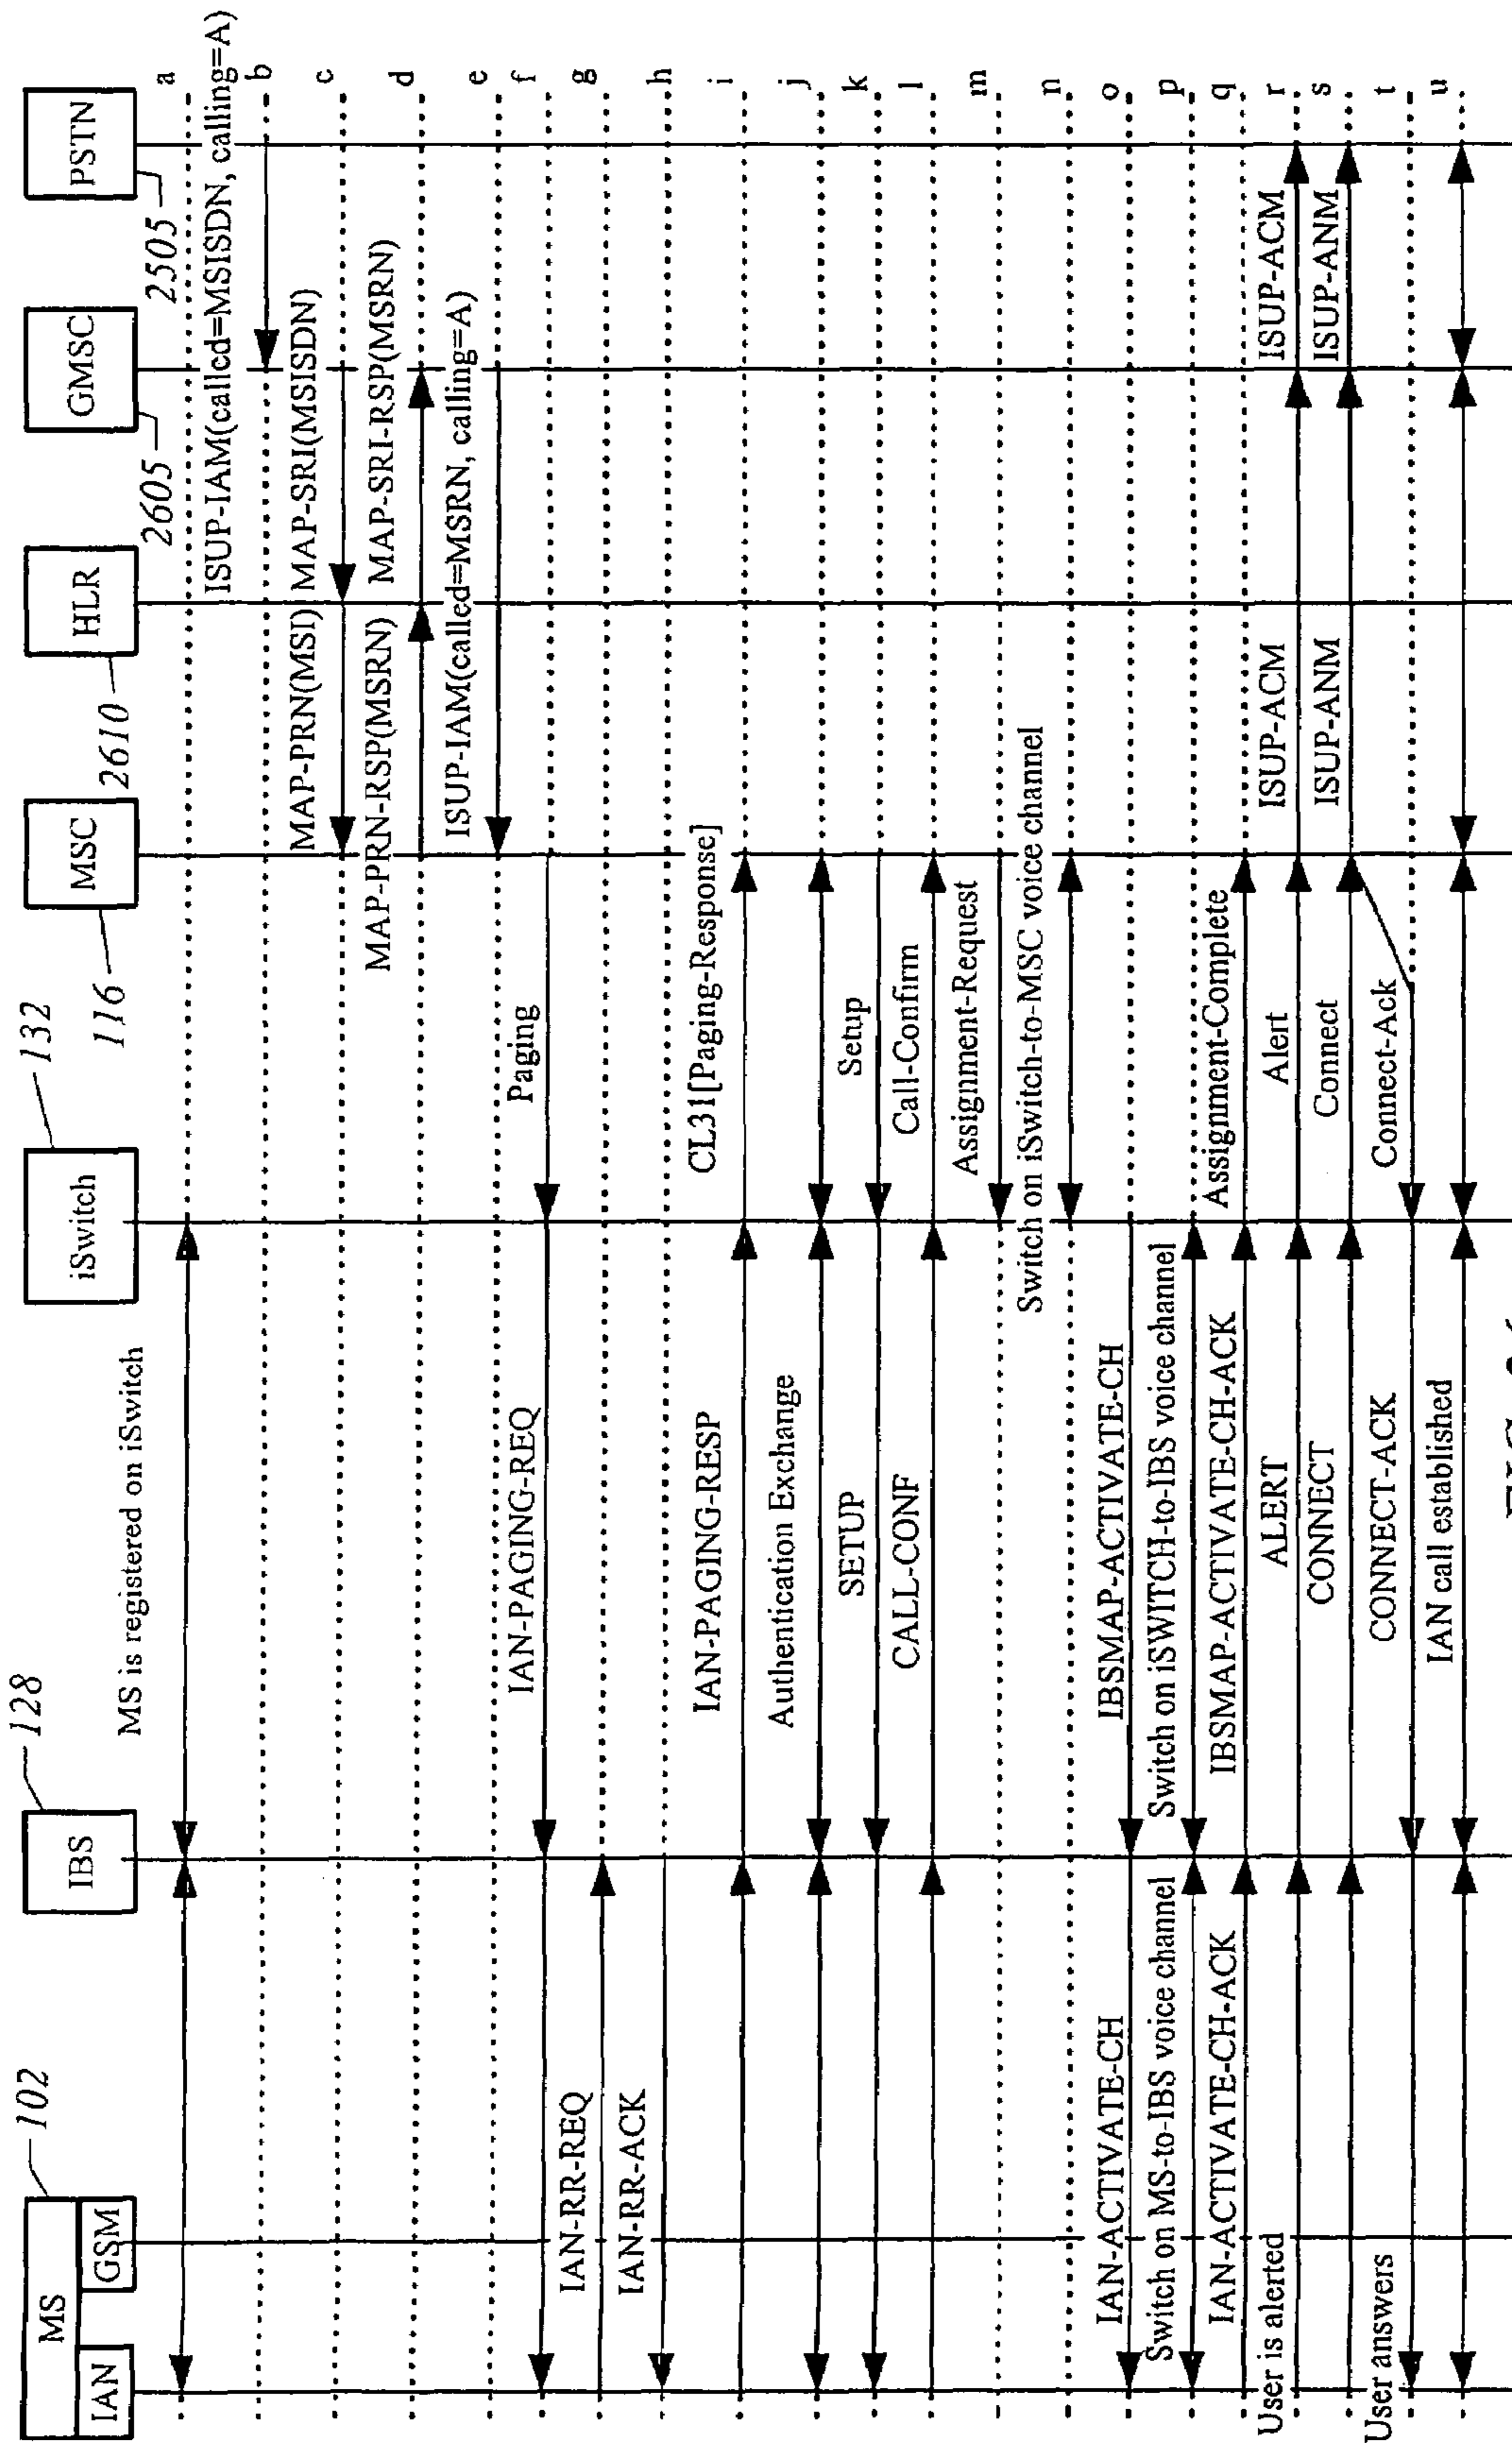 MS
IAN
GSM
102
IBS
128
iSwitch
132
MSC
116
HLR
2610
GMSC
2605
PSTN
2505
MS is registered on iSwitch
a
ISUP-IAM(called=MSISDN, calling=A)
b
MAP-PRN(MSI)
MAP-SRI(MSISDN)
c
MAP-PRN-RSP(MSRN)
MAP-SRI-RSP(MSRN)
d
ISUP-IAM(called=MSRN, calling=A)
e
IAN-PAGING-REQ
Paging
f
IAN-RR-REQ
g
IAN-RR-ACK
h
IAN-PAGING-RESP
CL31[Paging-Response]
i
Authentication Exchange
j
SETUP
Setup
k
CALL-CONF
Call-Confirm
l
Assignment-Request
m
Switch on iSwitch-to-MSC voice channel
n
IAN-ACTIVATE-CH
IBSMAP-ACTIVATE-CH
o
Switch on MS-to-IBS voice channel
Switch on iSWITCH-to-IBS voice channel
p
IAN-ACTIVATE-CH-ACK
IBSMAP-ACTIVATE-CH-ACK
Assignment-Complete
q
User is alerted
ALERT
Alert
ISUP-ACM
ISUP-ACM
r
CONNECT
Connect
ISUP-ANM
ISUP-ANM
s
User answers
CONNECT-ACK
Connect-Ack
t
IAN call established
u